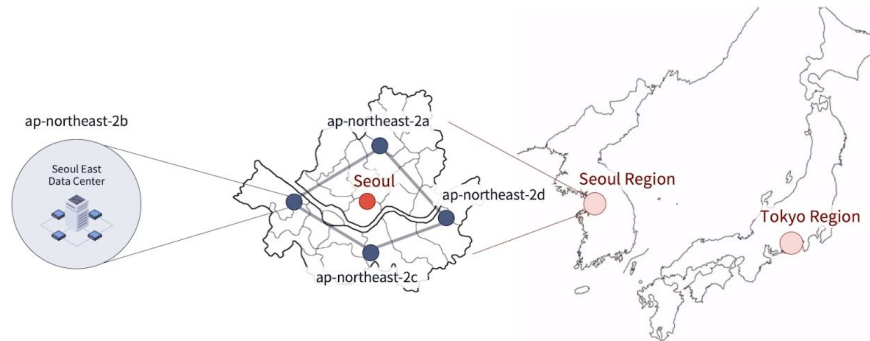 ap-northeast-2b
Seoul East
Data Center
ap-northeast-2a
Seoul
ap-northeast-2d
ap-northeast-2c
Seoul Region
Tokyo Region